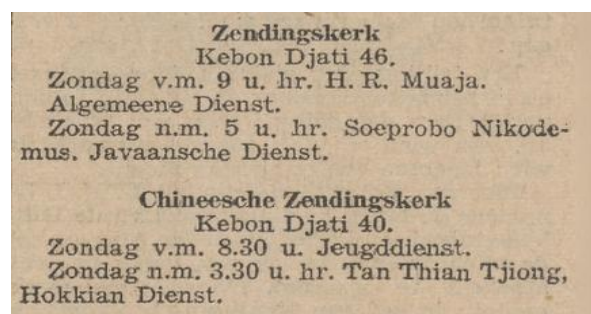 Zendingskerk
Kebon Djati 46.
Zondag v.m. 9 u. hr. H. R. Muaja.
Algemeene Dienst.
Zondag n.m. 5 u. hr. Soeprobo Nikode-
mus. Javaansche Dienst.
Chineesche Zendingskerk
Kebon Djati 40.
Zondag v.m. 8.30 u. Jeugddienst.
Zondag n.m. 3.30 u. hr. Tan Thian Tjiong,
Hokkian Dienst.